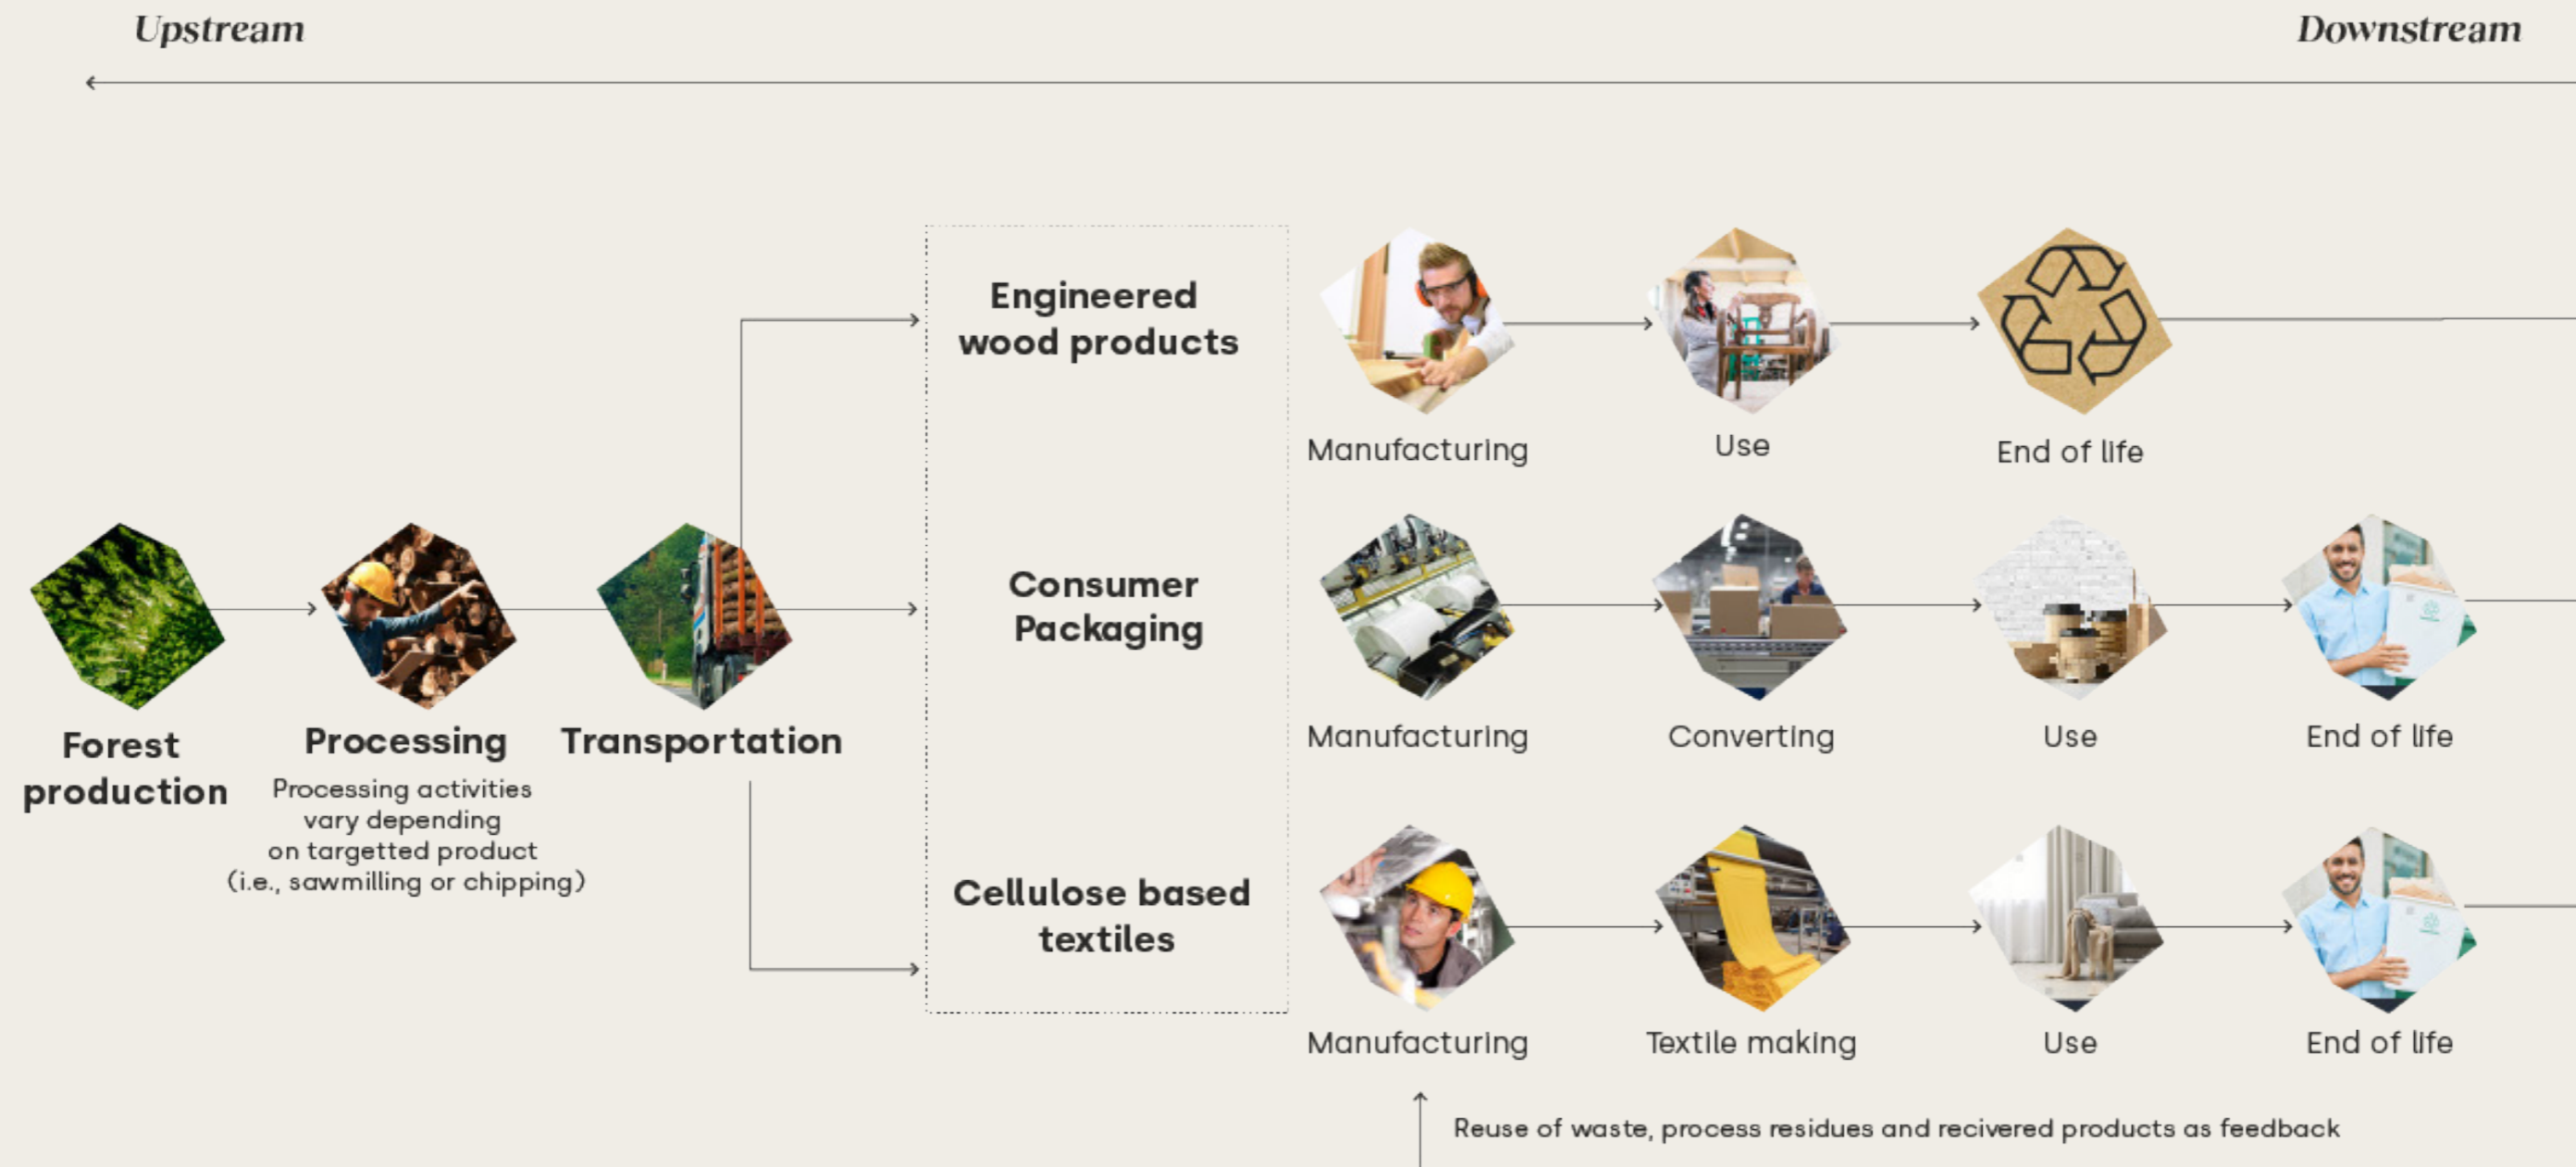 Upstream
Downstream
Engineered
wood products
Manufacturing
Use
End of life
Forest
production
Processing
Processing activities
vary depending
on targetted product
(i.e., sawmilling or chipping)
Transportation
Consumer
Packaging
Manufacturing
Converting
Use
End of life
Cellulose based
textiles
Manufacturing
Textile making
Use
End of life
Reuse of waste, process residues and recivered products as feedback